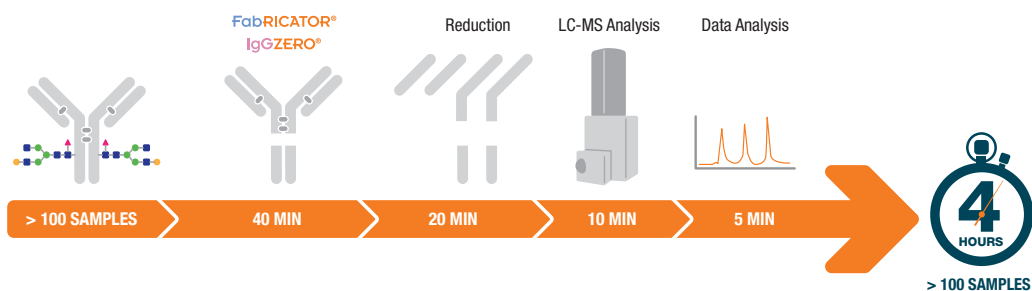 FabRICATOR®
IgGZERO®
Reduction
LC-MS Analysis
Data Analysis
> 100 SAMPLES
40 MIN
20 MIN
10 MIN
5 MIN
4
HOURS
> 100 SAMPLES